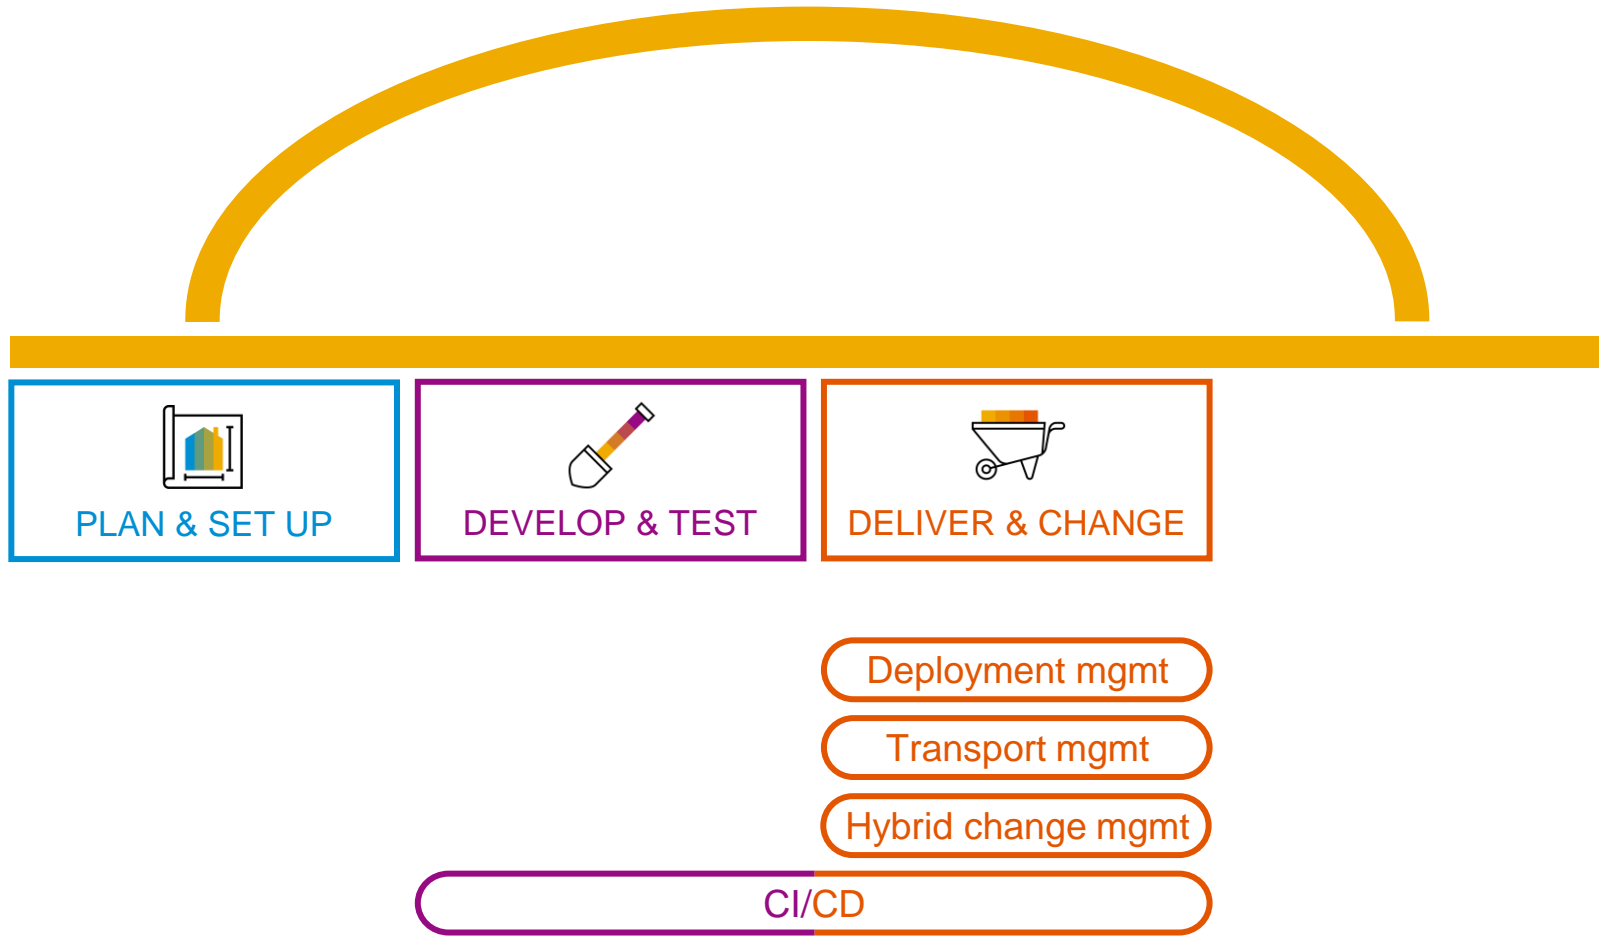 PLAN & SET UP
DEVELOP & TEST
DELIVER & CHANGE
Deployment mgmt
Transport mgmt
Hybrid change mgmt
CI/CD